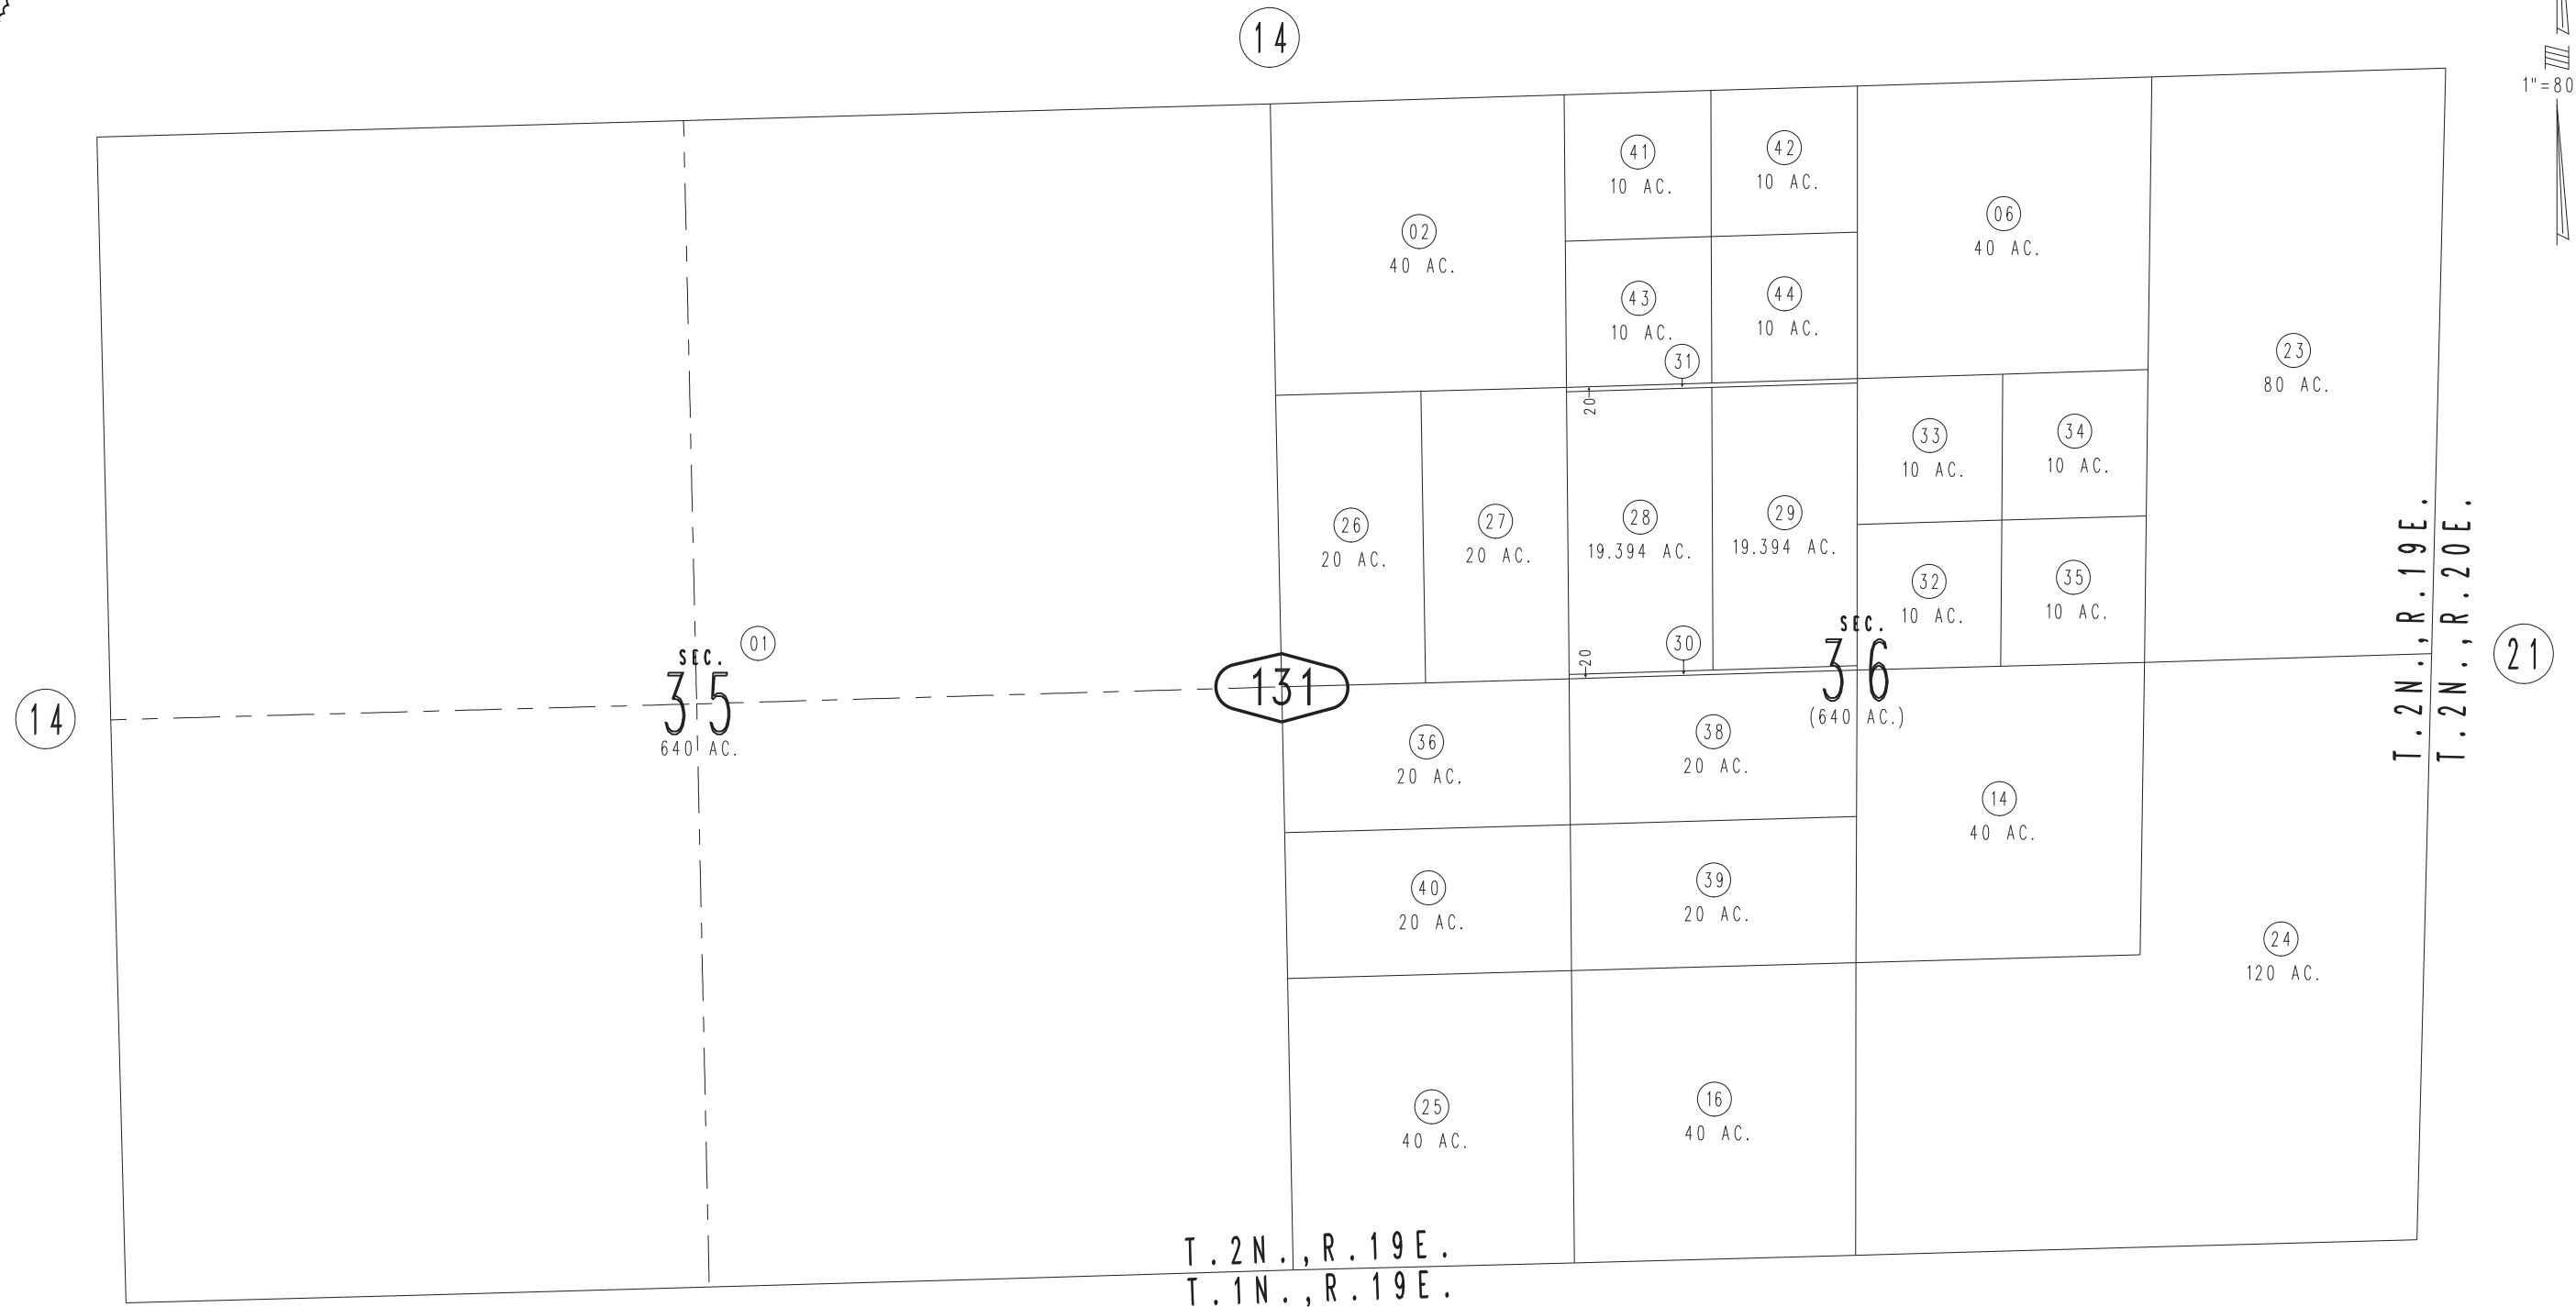 14
1"=80
41
10 AC.
42
10 AC.
02
40 AC.
06
40 AC.
43
10 AC.
44
10 AC.
31
20
23
80 AC.
33
10 AC.
34
10 AC.
26
20 AC.
27
20 AC.
28
19.394 AC.
29
19.394 AC.
32
10 AC.
35
10 AC.
T.2N.,R.19E.
T.2N.,R.20E.
21
30
20
SEC.
35
640 AC.
01
14
131
SEC.
36
(640 AC.)
36
20 AC.
38
20 AC.
14
40 AC.
40
20 AC.
39
20 AC.
24
120 AC.
25
40 AC.
16
40 AC.
T.2N.,R.19E.
T.1N.,R.19E.